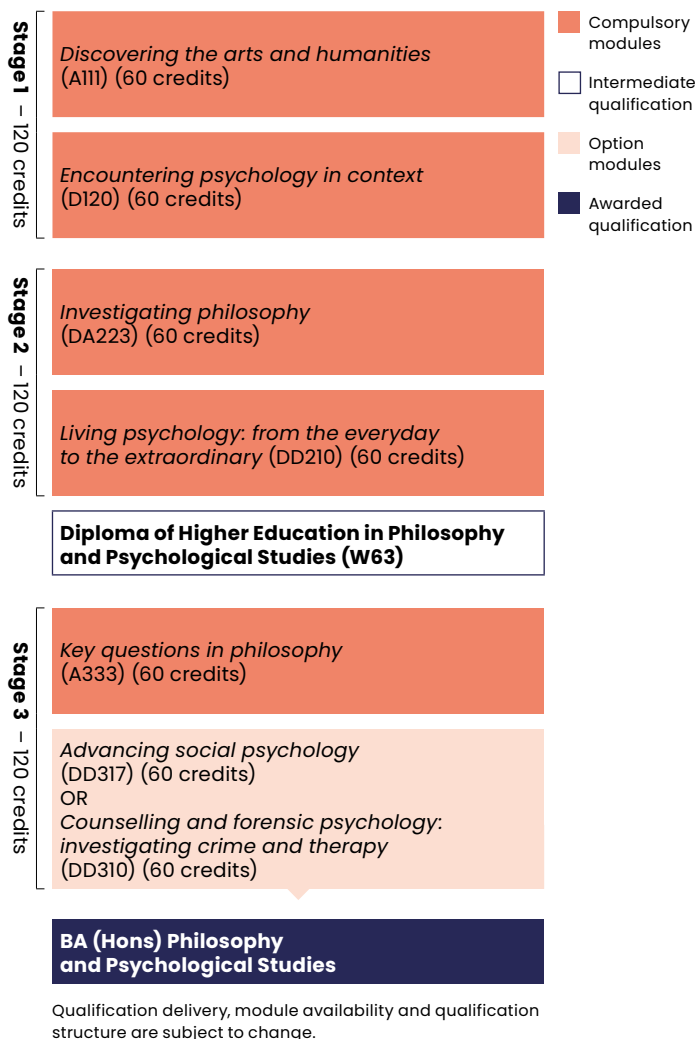 Stage 1 – 120 credits
Discovering the arts and humanities
(A111) (60 credits)
Encountering psychology in context
(D120) (60 credits)
Compulsory
modules
Intermediate
qualification
Option
modules
Awarded
qualification
Stage 2 – 120 credits
Investigating philosophy
(DA223) (60 credits)
Living psychology: from the everyday
to the extraordinary (DD210) (60 credits)
Diploma of Higher Education in Philosophy
and Psychological Studies (W63)
Stage 3 – 120 credits
Key questions in philosophy
(A333) (60 credits)
Advancing social psychology
(DD317) (60 credits)
OR
Counselling and forensic psychology:
investigating crime and therapy
(DD310) (60 credits)
BA (Hons) Philosophy
and Psychological Studies
Qualification delivery, module availability and qualification
structure are subject to change.